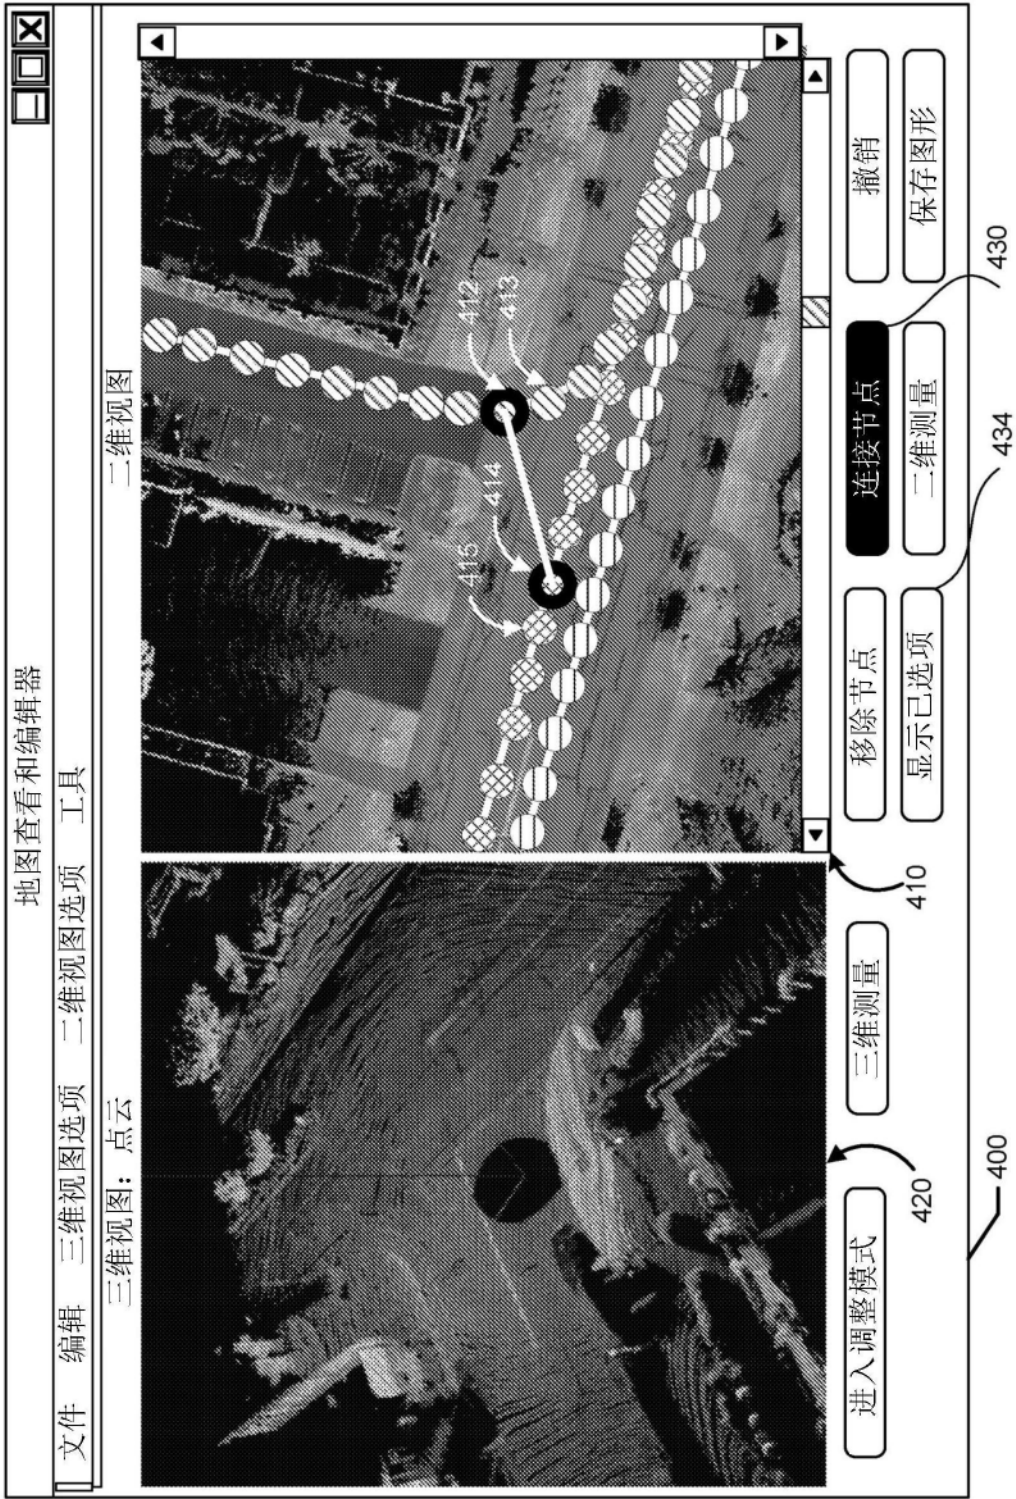 地图查看和编辑器
文件 编辑 三维视图选项 二维视图选项 工具
三维视图：点云
二维视图
412
413
414
415
进入调整模式
三维测量
移除节点
连接节点
撤销
显示已选项
二维测量
保存图形
420
410
434
430
400